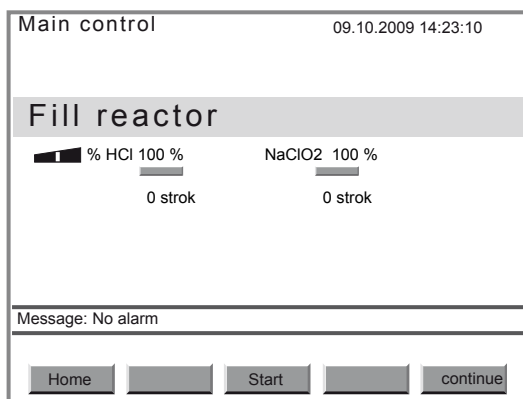 Main control 09.10.2009 14:23:10
Fill reactor
% HCl 100 % NaClO2 100 %
0 strok 0 strok
Message: No alarm
Home Start continue